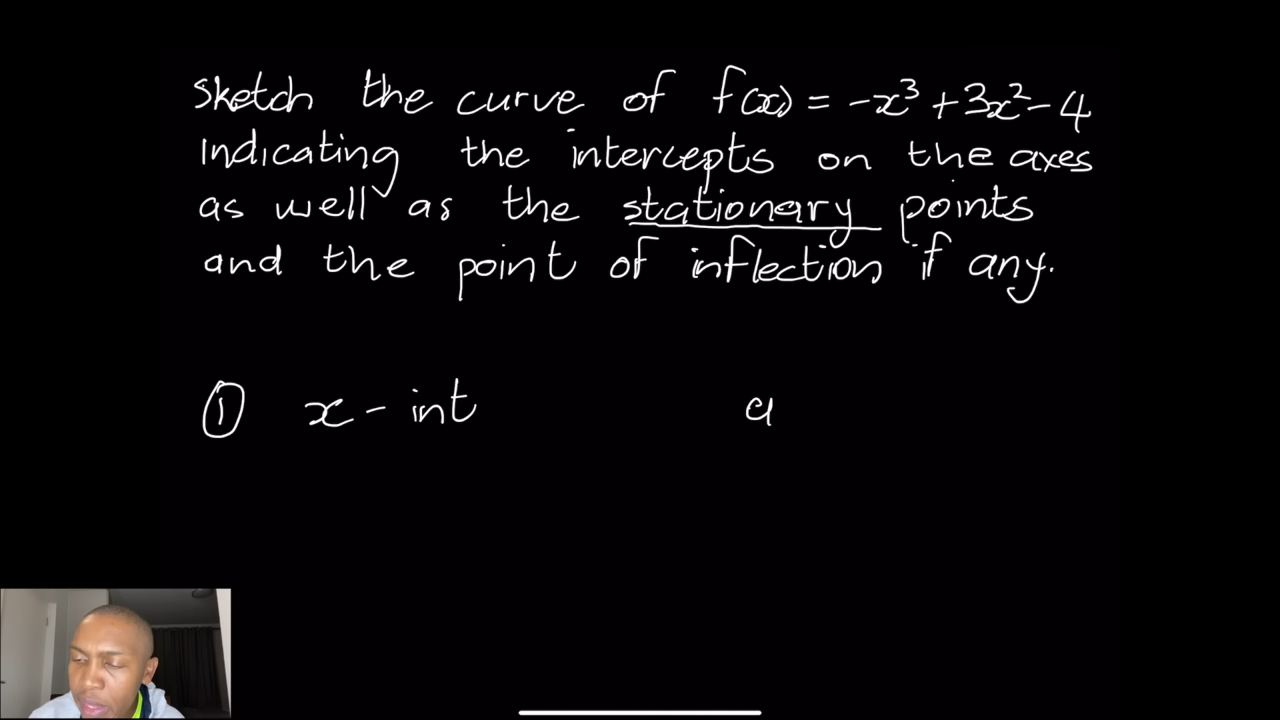 Sketch the curve of f(x) = -x³ + 3x² - 4
indicating the intercepts on the axes
as well as the stationary points
and the point of inflection if any.
① x - int